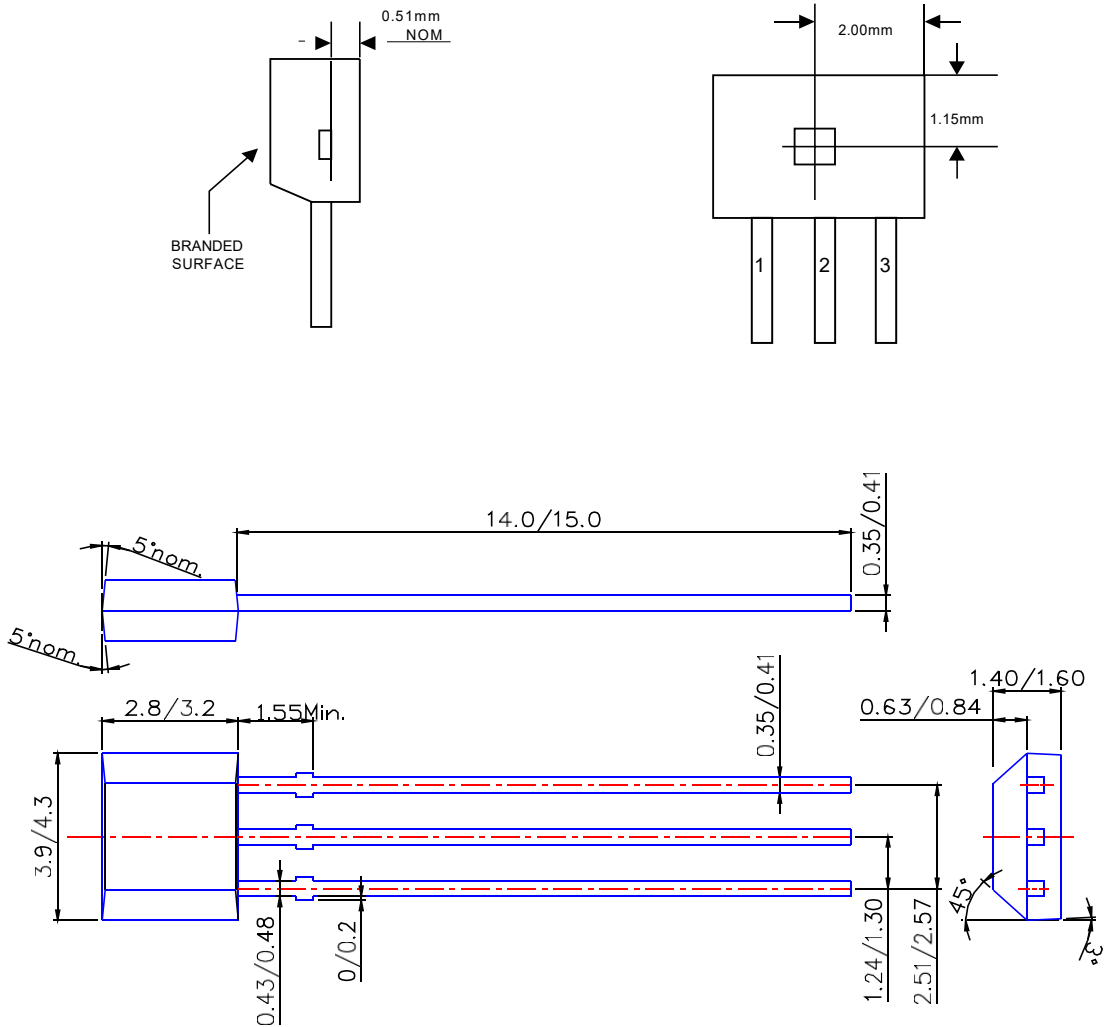 0.51mm
NOM
2.00mm
1.15mm
BRANDED
SURFACE
1
2
3
14.0/15.0
0.35/0.41
5°nom.
5°nom.
2.8/3.2
1.55Min.
0.35/0.41
1.40/1.60
0.63/0.84
3.9/4.3
45°
3°
0.43/0.48
0/0.2
1.24/1.30
2.51/2.57